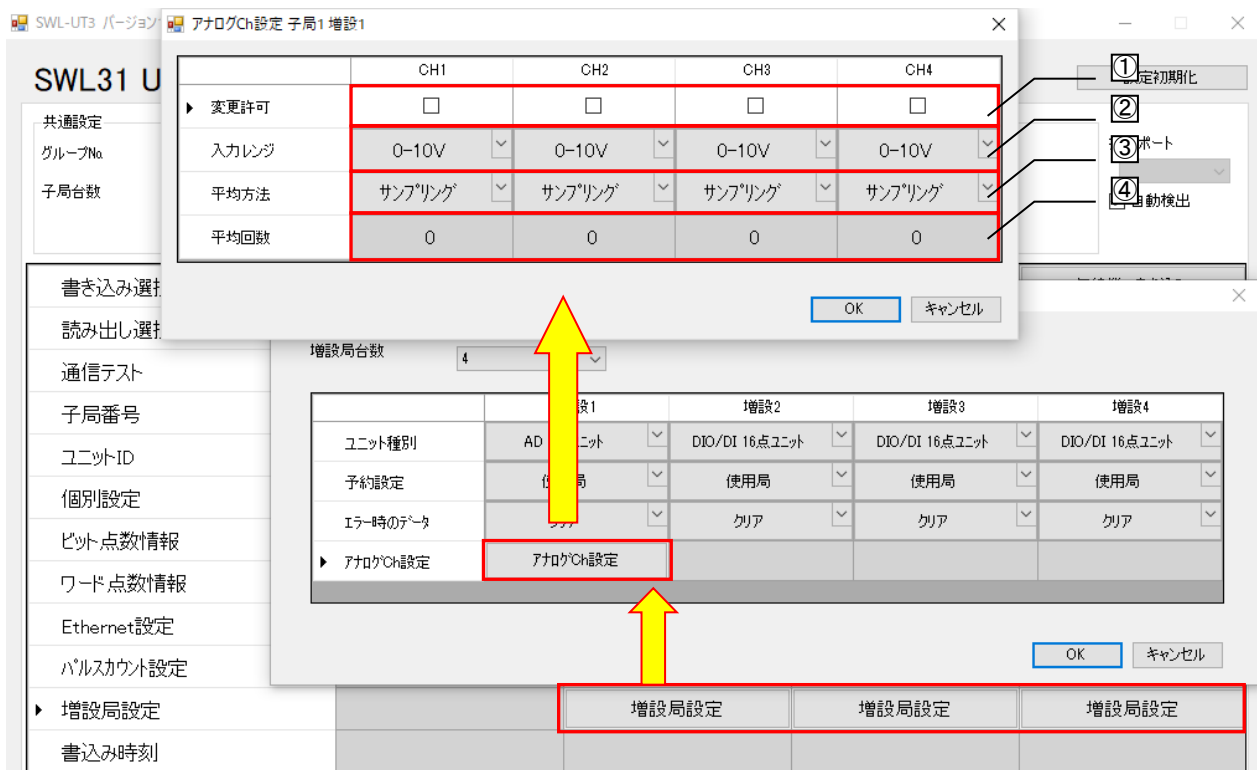 SWL-UT3 バージョン
アナログCh設定 子局1 増設1
SWL31 U
CH1 CH2 CH3 CH4
変更許可
入力レンジ 0-10V 0-10V 0-10V 0-10V
平均方法 サンプリング サンプリング サンプリング サンプリング
平均回数 0 0 0 0
OK キャンセル
① 定初期化
②
③ ポート
④ 自動検出
共通設定
グループNo.
子局台数
書き込み選
読み出し選
通信テスト
子局番号
ユニットID
個別設定
ビット点数情報
ワード点数情報
Ethernet設定
パルスカウント設定
増設局設定
書込み時刻
増設局台数 4
設1 増設2 増設3 増設4
ユニット種別 AD ニット DIO/DI 16点ユニット DIO/DI 16点ユニット DIO/DI 16点ユニット
予約設定 使 局 使用局 使用局 使用局
エラー時のデータ クリア クリア クリア クリア
アナログCh設定 アナログCh設定
OK キャンセル
増設局設定 増設局設定 増設局設定